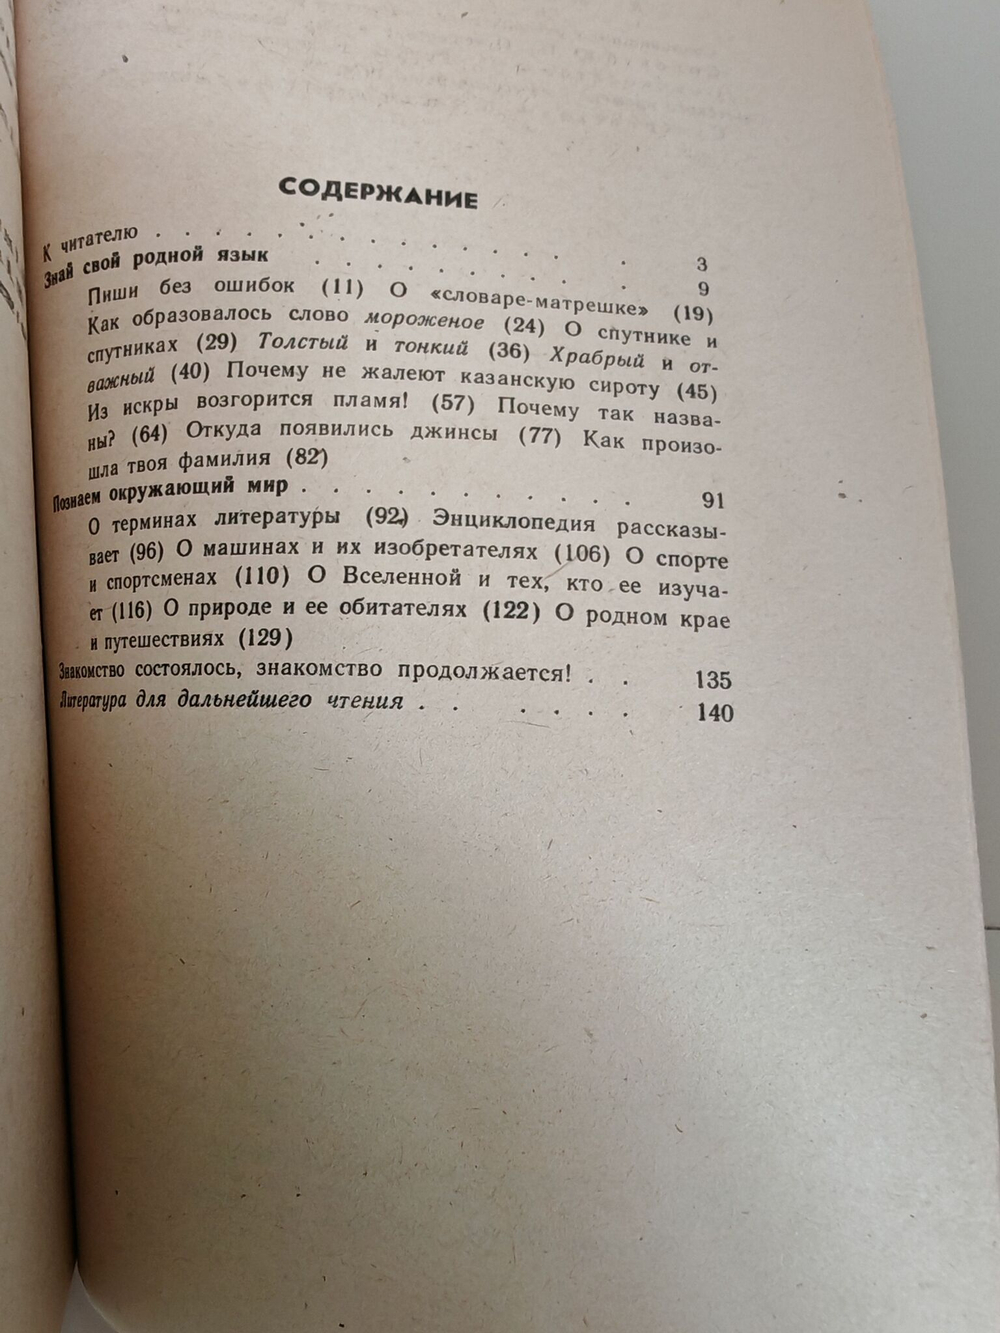 СОДЕРЖАНИЕ
К читателю . . . . . . . . . . . . 3
Знай свой родной язык . . . . . . . . . 9
Пиши без ошибок (11) О «словаре-матрешке» (19)
Как образовалось слово мороженое (24) О спутнике и
спутниках (29) Толстый и тонкий (36) Храбрый и от-
важный (40) Почему не жалеют казанскую сироту (45)
Из искры возгорится пламя! (57) Почему так назва-
ны? (64) Откуда появились джинсы (77) Как произо-
шла твоя фамилия (82)
Познаем окружающий мир . . . . . . . . . . . 91
О терминах литературы (92) Энциклопедия рассказы-
вает (96) О машинах и их изобретателях (106) О спорте
и спортсменах (110) О Вселенной и тех, кто ее изуча-
ет (116) О природе и ее обитателях (122) О родном крае
и путешествиях (129)
Знакомство состоялось, знакомство продолжается! . . 135
Литература для дальнейшего чтения . . . . . . 140